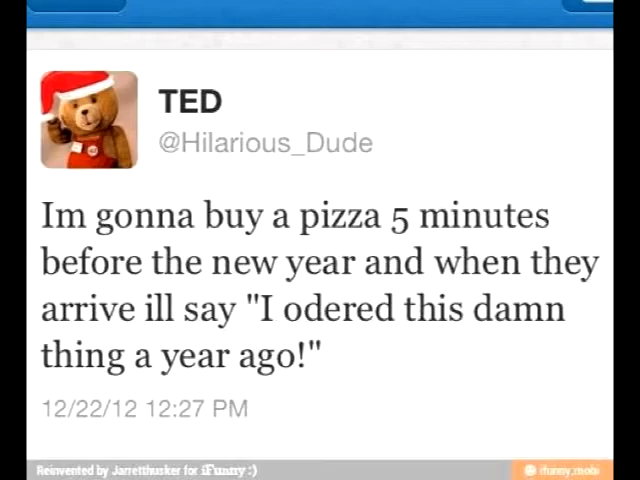 TED
@Hilarious_Dude
Im gonna buy a pizza 5 minutes
before the new year and when they
arrive ill say "I odered this damn
thing a year ago!"
12/22/12 12:27 PM
Reinvented by Jarretthusker for iFunny :)
ifunny.mobi